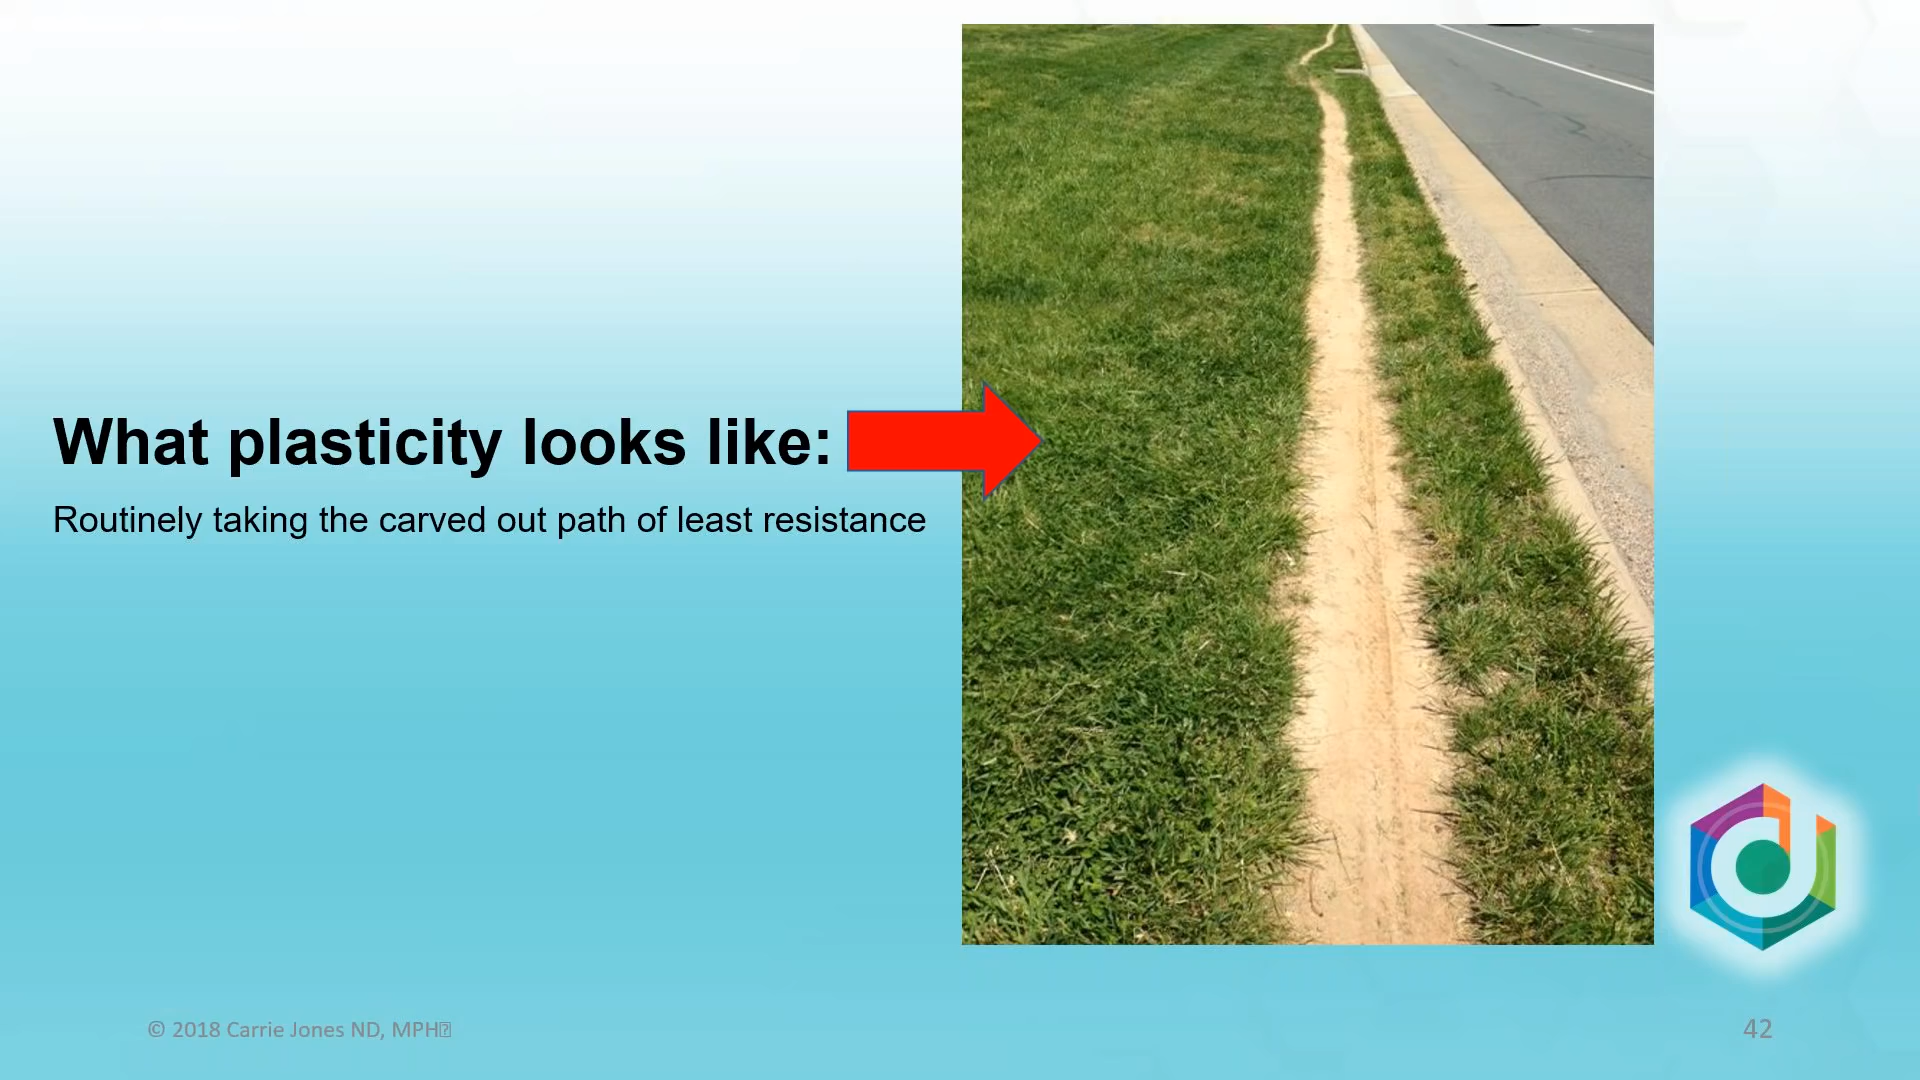 What plasticity looks like:
Routinely taking the carved out path of least resistance
© 2018 Carrie Jones ND, MPH
42